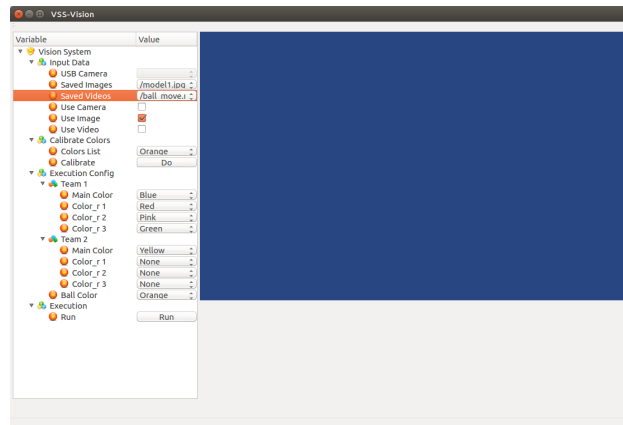 VSS-Vision
Variable Value
Vision System
Input Data
USB Camera
Saved Images /model1.jpg
Saved Videos
Use Camera
Use Image
Use Video
Calibrate Colors
Colors List Orange
Calibrate Do
Execution Config
Team 1
Main Color Blue
Color_r 1 Red
Color_r 2 Pink
Color_r 3 Green
Team 2
Main Color Yellow
Color_r 1 None
Color_r 2 None
Color_r 3 None
Ball Color Orange
Execution
Run Run